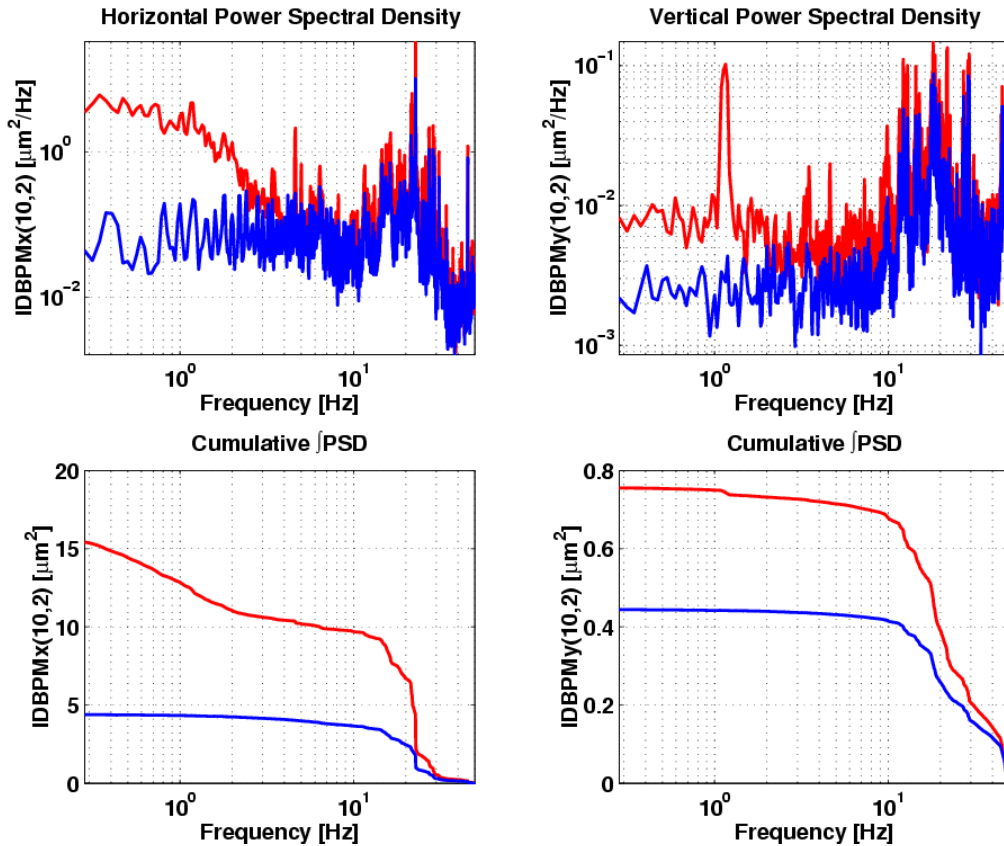 Horizontal Power Spectral Density
IDBPMx(10,2) [μm²/Hz]
10⁰
10⁻²
10⁰
10¹
Frequency [Hz]
Vertical Power Spectral Density
IDBPMy(10,2) [μm²/Hz]
10⁻¹
10⁻²
10⁻³
10⁰
10¹
Frequency [Hz]
Cumulative ∫PSD
IDBPMx(10,2) [μm²]
20
15
10
5
0
10⁰
10¹
Frequency [Hz]
Cumulative ∫PSD
IDBPMy(10,2) [μm²]
0.8
0.6
0.4
0.2
0
10⁰
10¹
Frequency [Hz]